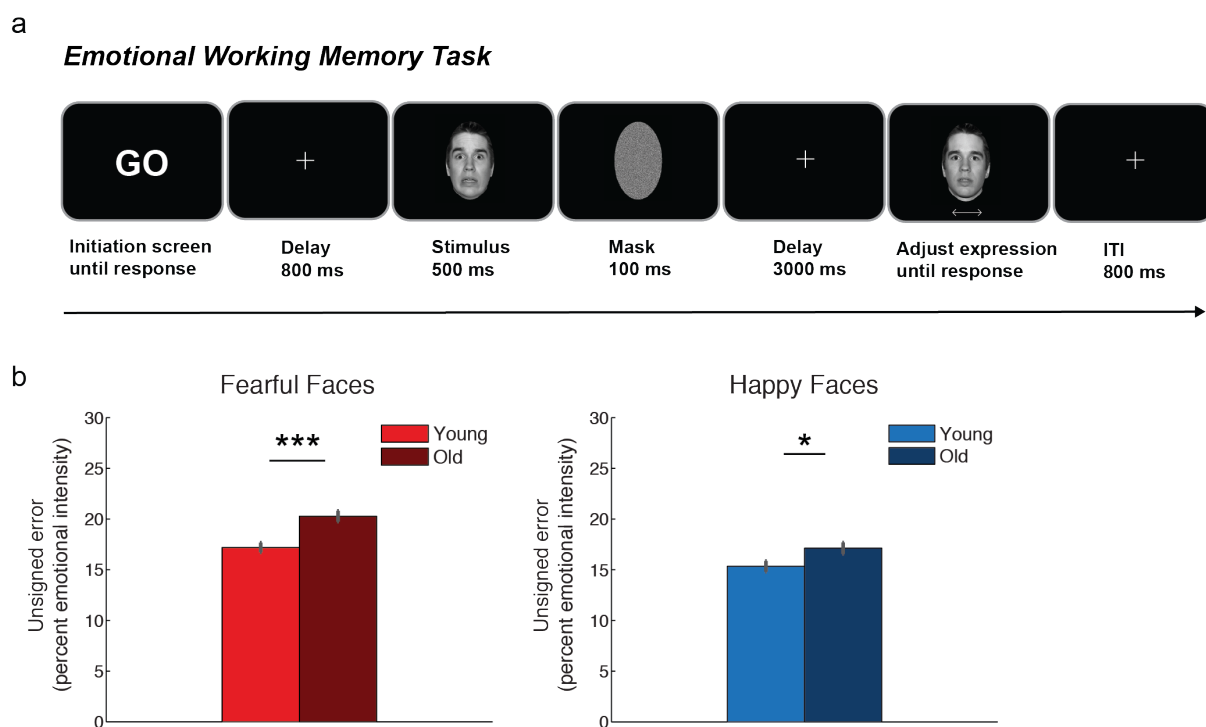 a
Emotional Working Memory Task
GO
Initiation screen
until response
Delay
800 ms
Stimulus
500 ms
Mask
100 ms
Delay
3000 ms
Adjust expression
until response
ITI
800 ms
b
Fearful Faces
Unsigned error
(percent emotional intensity)
30
25
20
15
10
5
0
***
Young
Old
Happy Faces
Unsigned error
(percent emotional intensity)
30
25
20
15
10
5
0
*
Young
Old